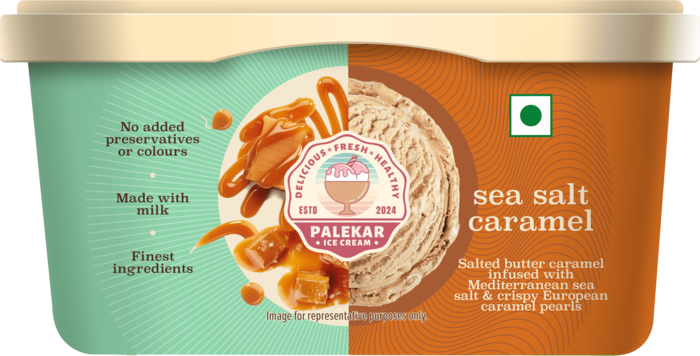 No added
preservatives
or colours
Made with
milk
Finest
ingredients
DELICIOUS • FRESH • HEALTHY
ESTD 2024
PALEKAR
• ICE CREAM •
sea salt
caramel
Salted butter caramel
infused with
Mediterranean sea
salt & crispy European
caramel pearls
Image for representative purposes only.